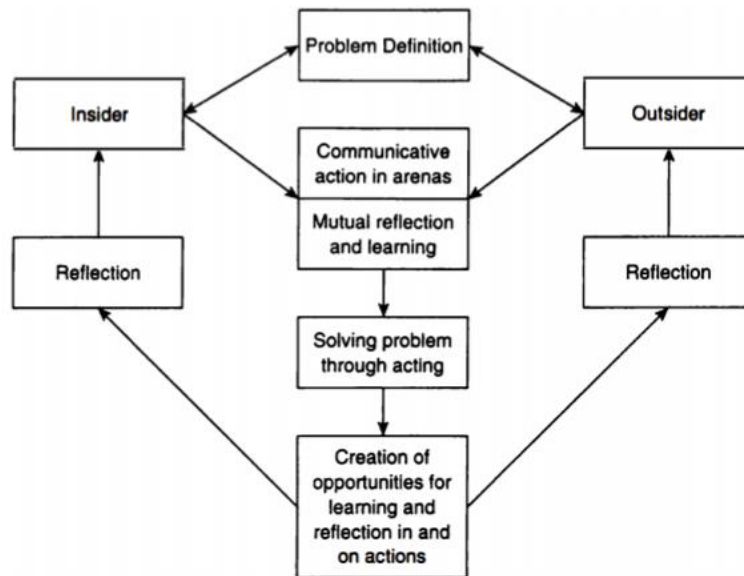 Problem Definition
Insider
Outsider
Communicative
action in arenas
Mutual reflection
and learning
Reflection
Reflection
Solving problem
through acting
Creation of
opportunities for
learning and
reflection in and
on actions